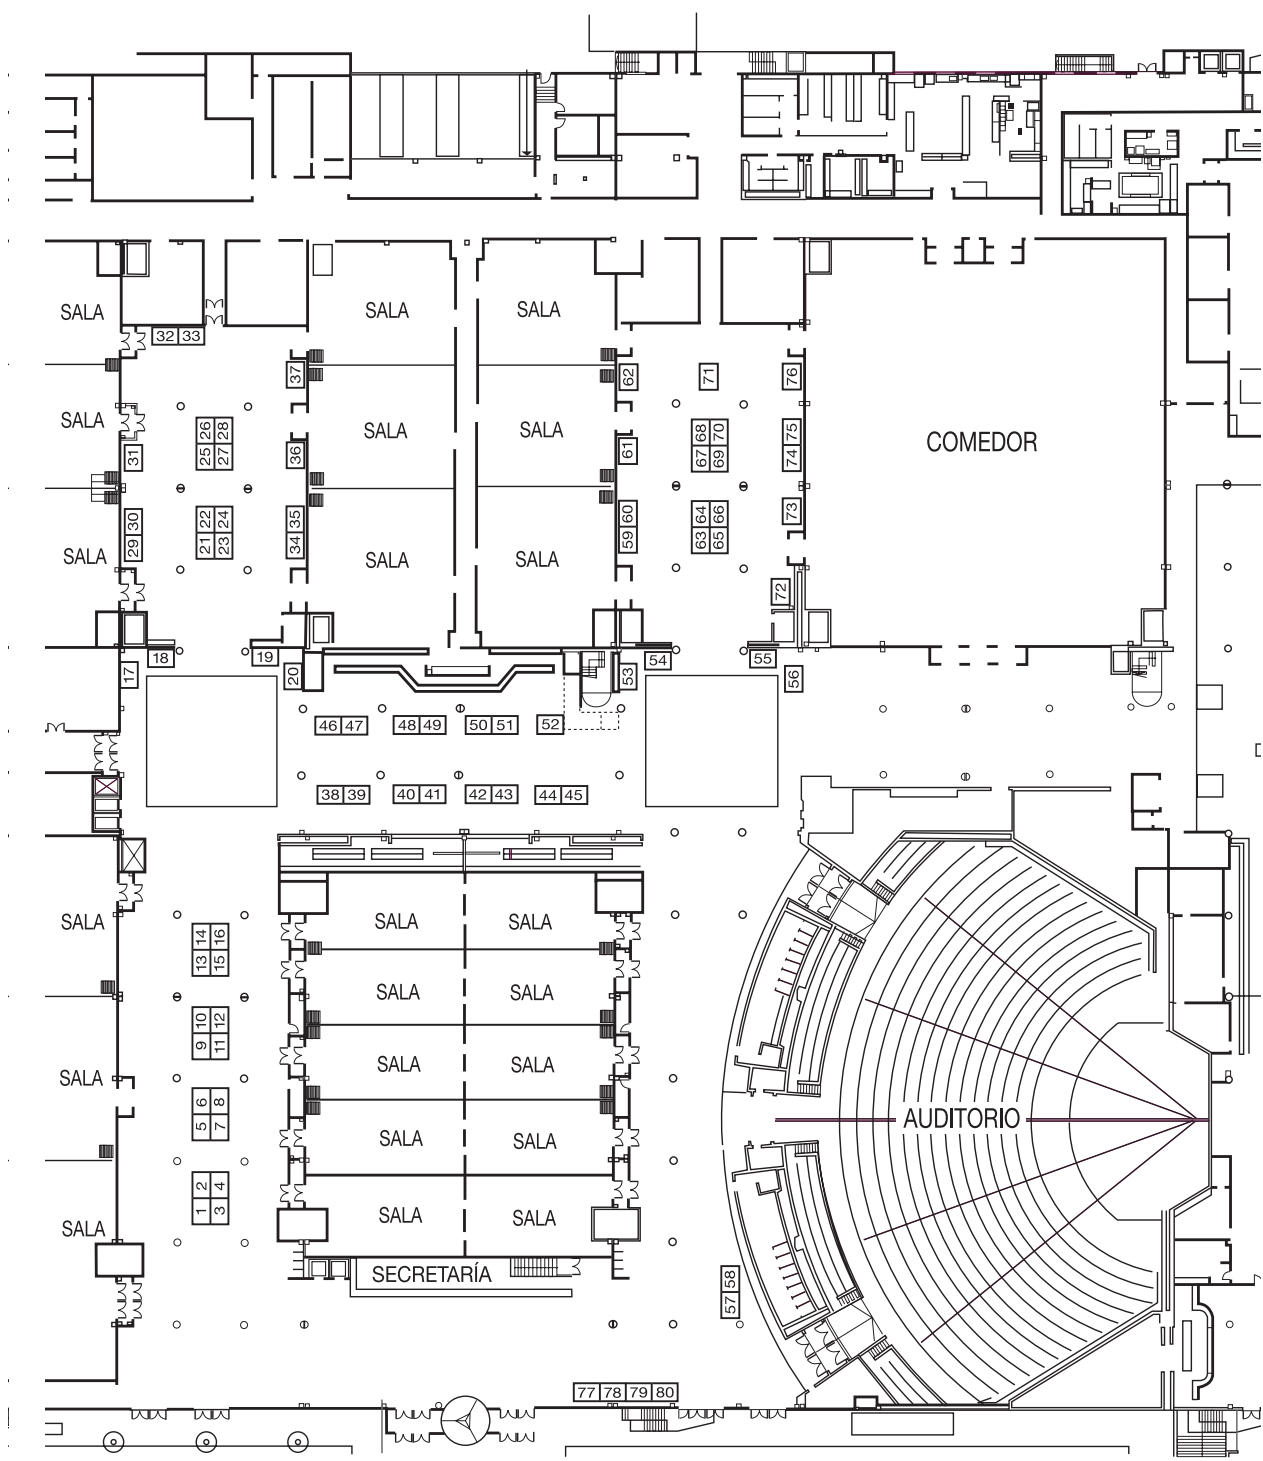 SALA
SALA
SALA
32 33
37
62
71
76
SALA
SALA
SALA
26 28
25 27
31
36
61
68 70
67 69
75
74
COMEDOR
SALA
SALA
SALA
30
29
22 24
21 23
35
34
60
59
64 66
63 65
73
72
18
19
54
55
17
20
53
56
46 47
48 49
50 51
52
38 39
40 41
42 43
44 45
SALA
SALA
SALA
14 16
13 15
SALA
SALA
10 12
9 11
SALA
SALA
SALA
6 8
5 7
SALA
SALA
AUDITORIO
2 4
1 3
SALA
SALA
SALA
SECRETARÍA
58
57
77 78 79 80